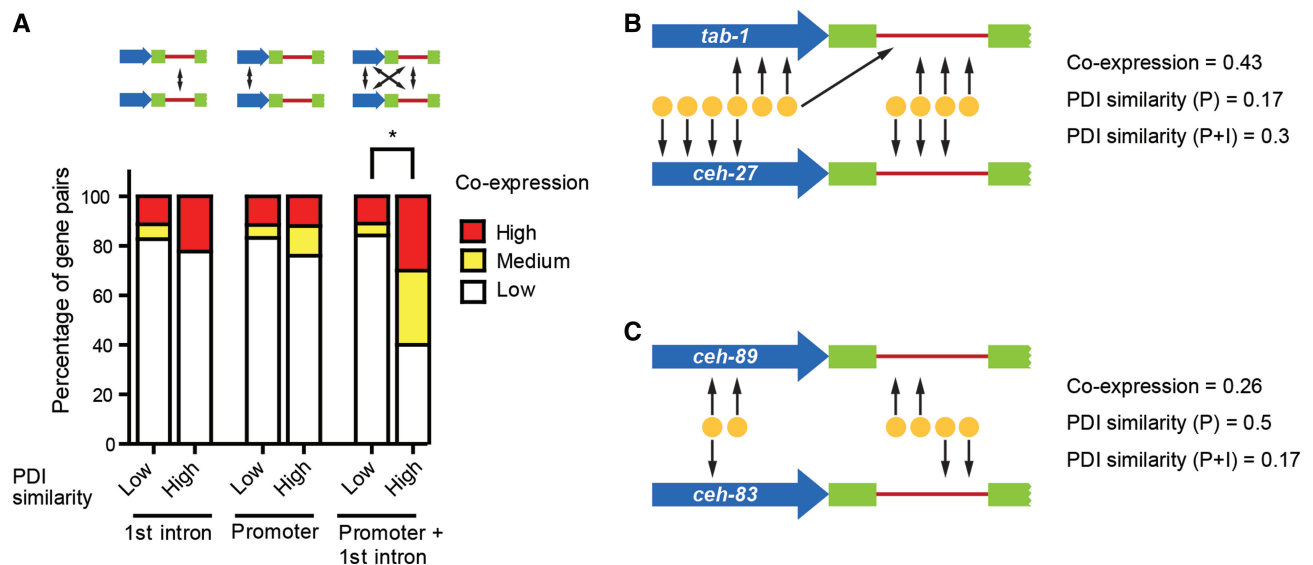 A
*
Co-expression
High
Medium
Low
Percentage of gene pairs
100
80
60
40
20
0
PDI similarity
Low
High
Low
High
Low
High
1st intron
Promoter
Promoter +
1st intron
B
tab-1
ceh-27
Co-expression = 0.43
PDI similarity (P) = 0.17
PDI similarity (P+I) = 0.3
C
ceh-89
ceh-83
Co-expression = 0.26
PDI similarity (P) = 0.5
PDI similarity (P+I) = 0.17